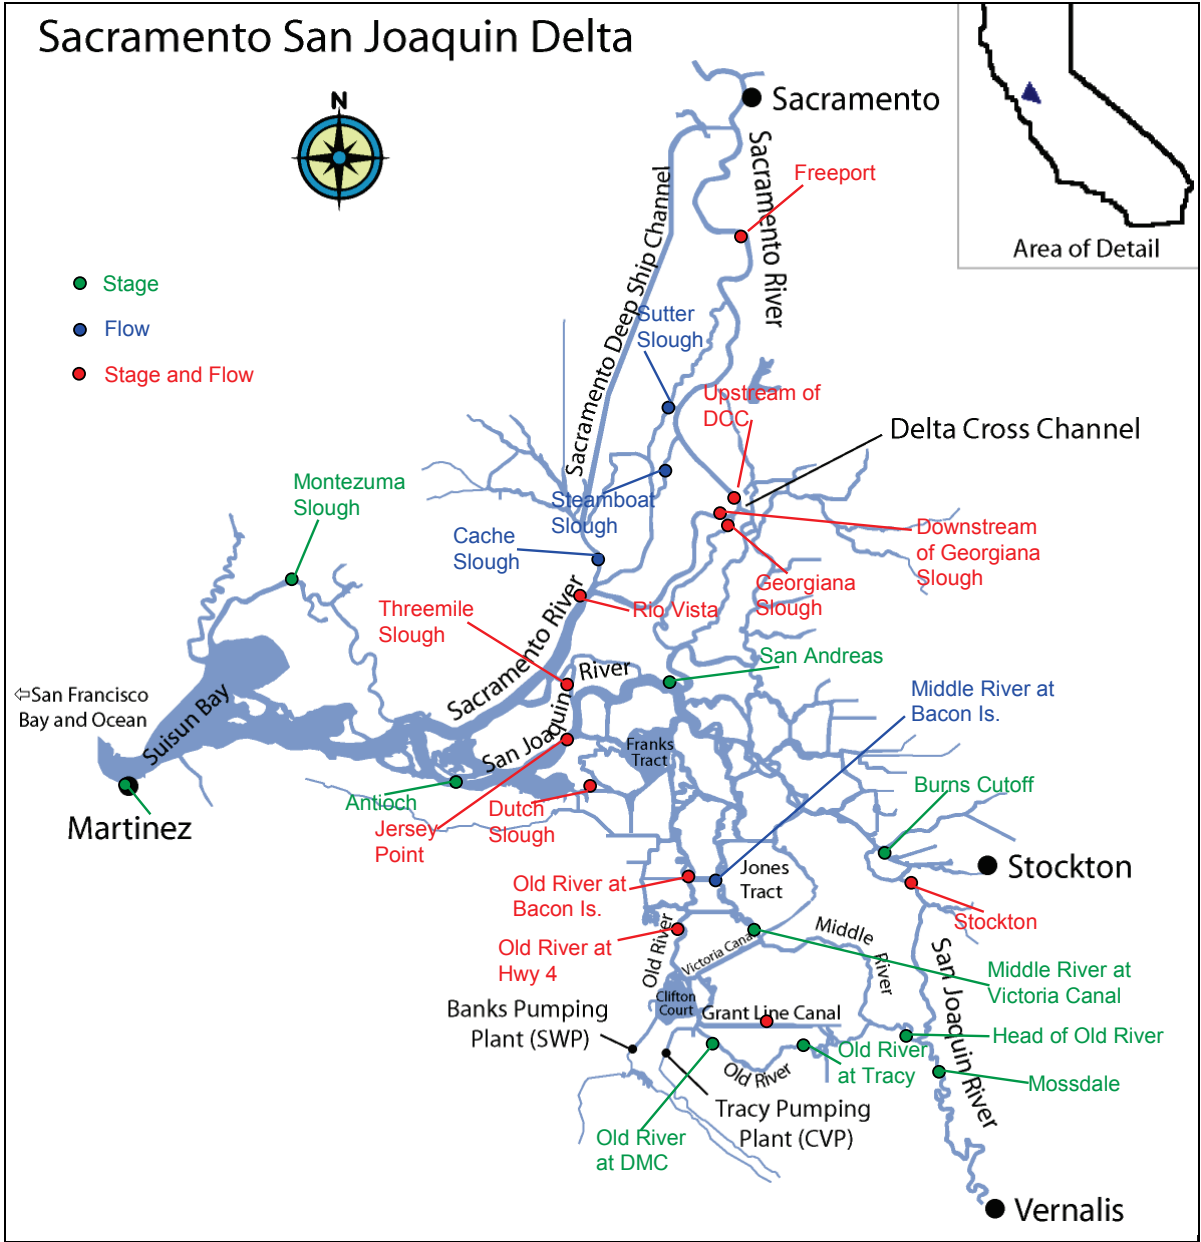 Sacramento San Joaquin Delta
N
Sacramento
Sacramento River
Freeport
Area of Detail
Sacramento Deep Ship Channel
Stage
Flow
Stage and Flow
Sutter
Slough
Upstream of
DCC
Delta Cross Channel
Montezuma
Slough
Steamboat
Slough
Cache
Slough
Downstream
of Georgiana
Slough
Georgiana
Slough
Threemile
Slough
Rio Vista
Sacramento River
San Andreas
San Joaquin
River
⇦San Francisco
Bay and Ocean
Suisun Bay
Middle River at
Bacon Is.
Franks
Tract
Martinez
Antioch
Jersey
Point
Dutch
Slough
Burns Cutoff
Stockton
Jones
Tract
Old River at
Bacon Is.
Stockton
Old River at
Hwy 4
Old River
Victoria Canal
Middle
River
San Joaquin River
Middle River at
Victoria Canal
Clifton
Court
Banks Pumping
Plant (SWP)
Grant Line Canal
Head of Old River
Old River
at Tracy
Old River
Mossdale
Tracy Pumping
Plant (CVP)
Old River
at DMC
Vernalis